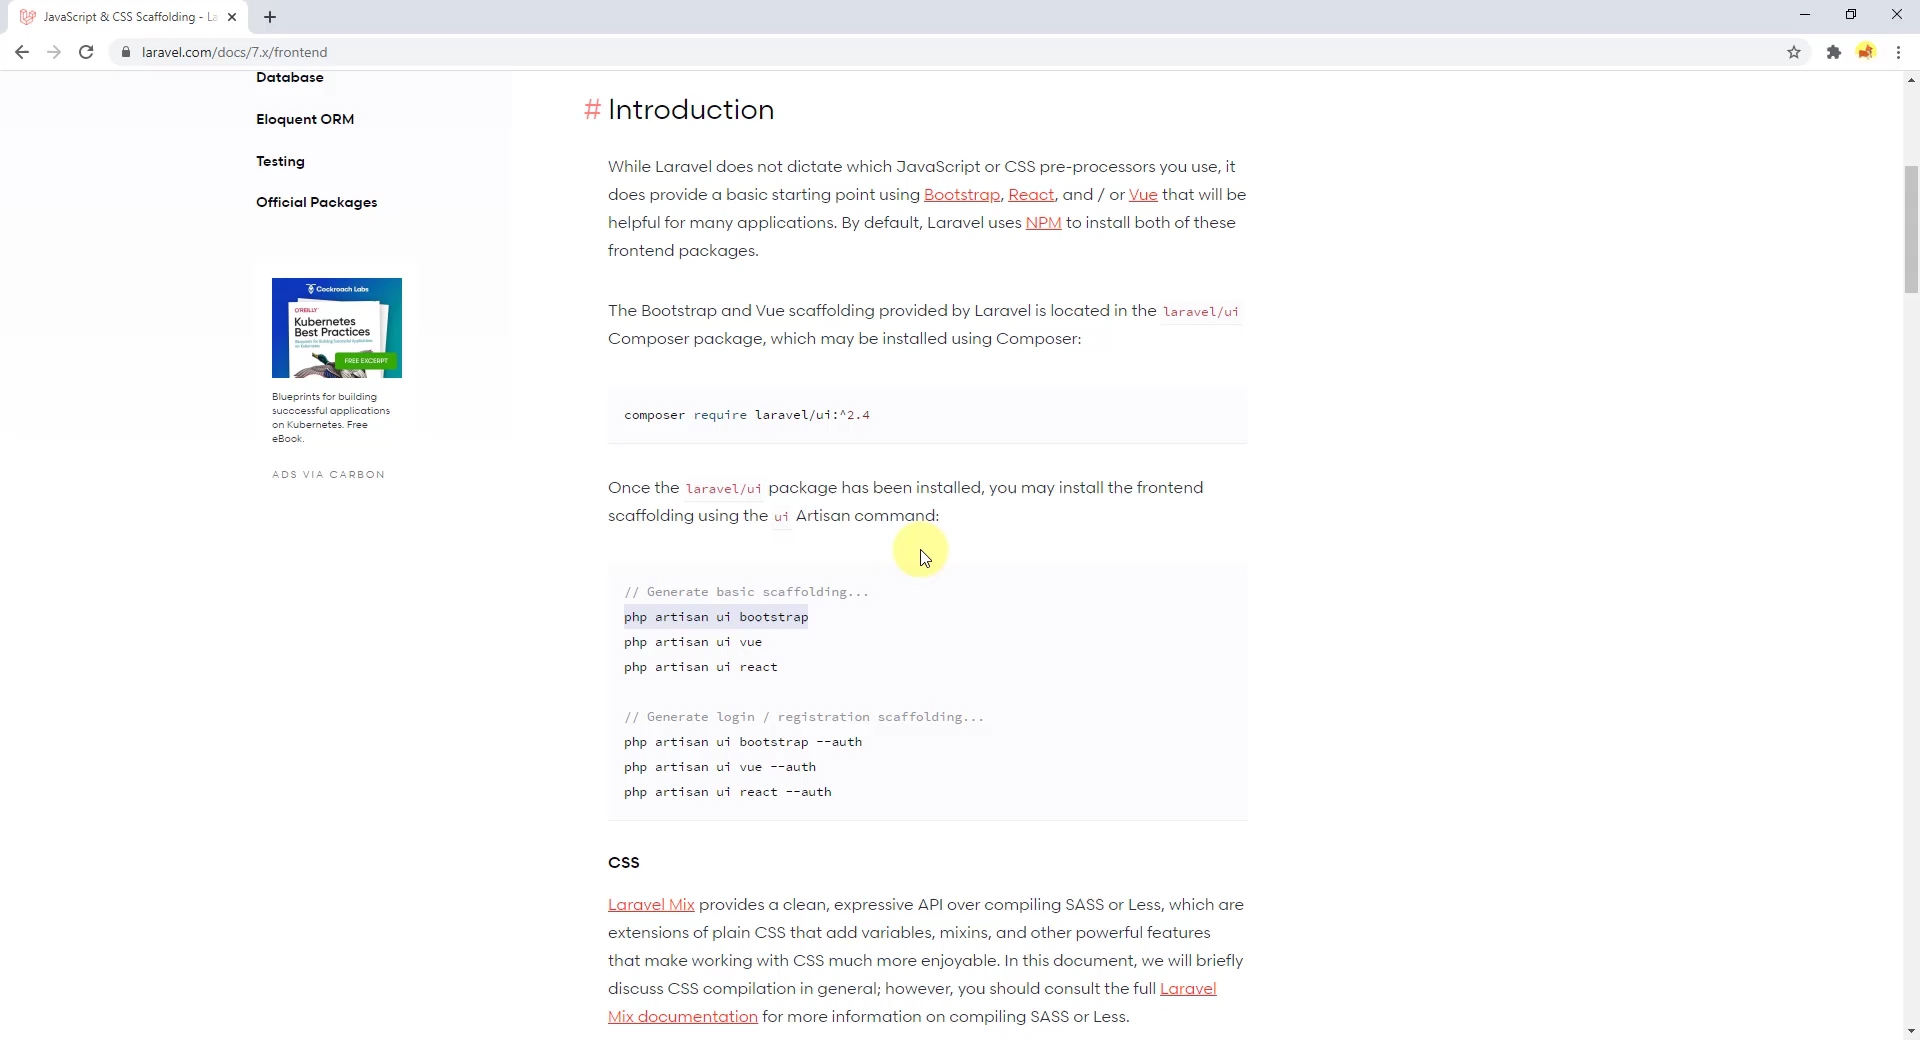 JavaScript & CSS Scaffolding - La
laravel.com/docs/7.x/frontend
Database
Eloquent ORM
Testing
Official Packages
Cockroach Labs
O'REILLY
Kubernetes
Best Practices
FREE EXCERPT
Blueprints for building
succcessful applications
on Kubernetes. Free
eBook.
ADS VIA CARBON
# Introduction
While Laravel does not dictate which JavaScript or CSS pre-processors you use, it
does provide a basic starting point using Bootstrap, React, and / or Vue that will be
helpful for many applications. By default, Laravel uses NPM to install both of these
frontend packages.
The Bootstrap and Vue scaffolding provided by Laravel is located in the laravel/ui
Composer package, which may be installed using Composer:
composer require laravel/ui:^2.4
Once the laravel/ui package has been installed, you may install the frontend
scaffolding using the ui Artisan command:
// Generate basic scaffolding...
php artisan ui bootstrap
php artisan ui vue
php artisan ui react
// Generate login / registration scaffolding...
php artisan ui bootstrap --auth
php artisan ui vue --auth
php artisan ui react --auth
CSS
Laravel Mix provides a clean, expressive API over compiling SASS or Less, which are
extensions of plain CSS that add variables, mixins, and other powerful features
that make working with CSS much more enjoyable. In this document, we will briefly
discuss CSS compilation in general; however, you should consult the full Laravel
Mix documentation for more information on compiling SASS or Less.